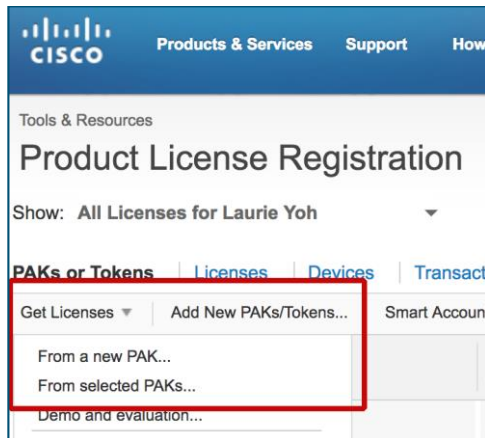 CISCO Products & Services Support How
Tools & Resources
Product License Registration
Show: All Licenses for Laurie Yoh
PAKs or Tokens Licenses Devices Transact
Get Licenses Add New PAKs/Tokens... Smart Accoun
From a new PAK...
From selected PAKs...
Demo and evaluation...